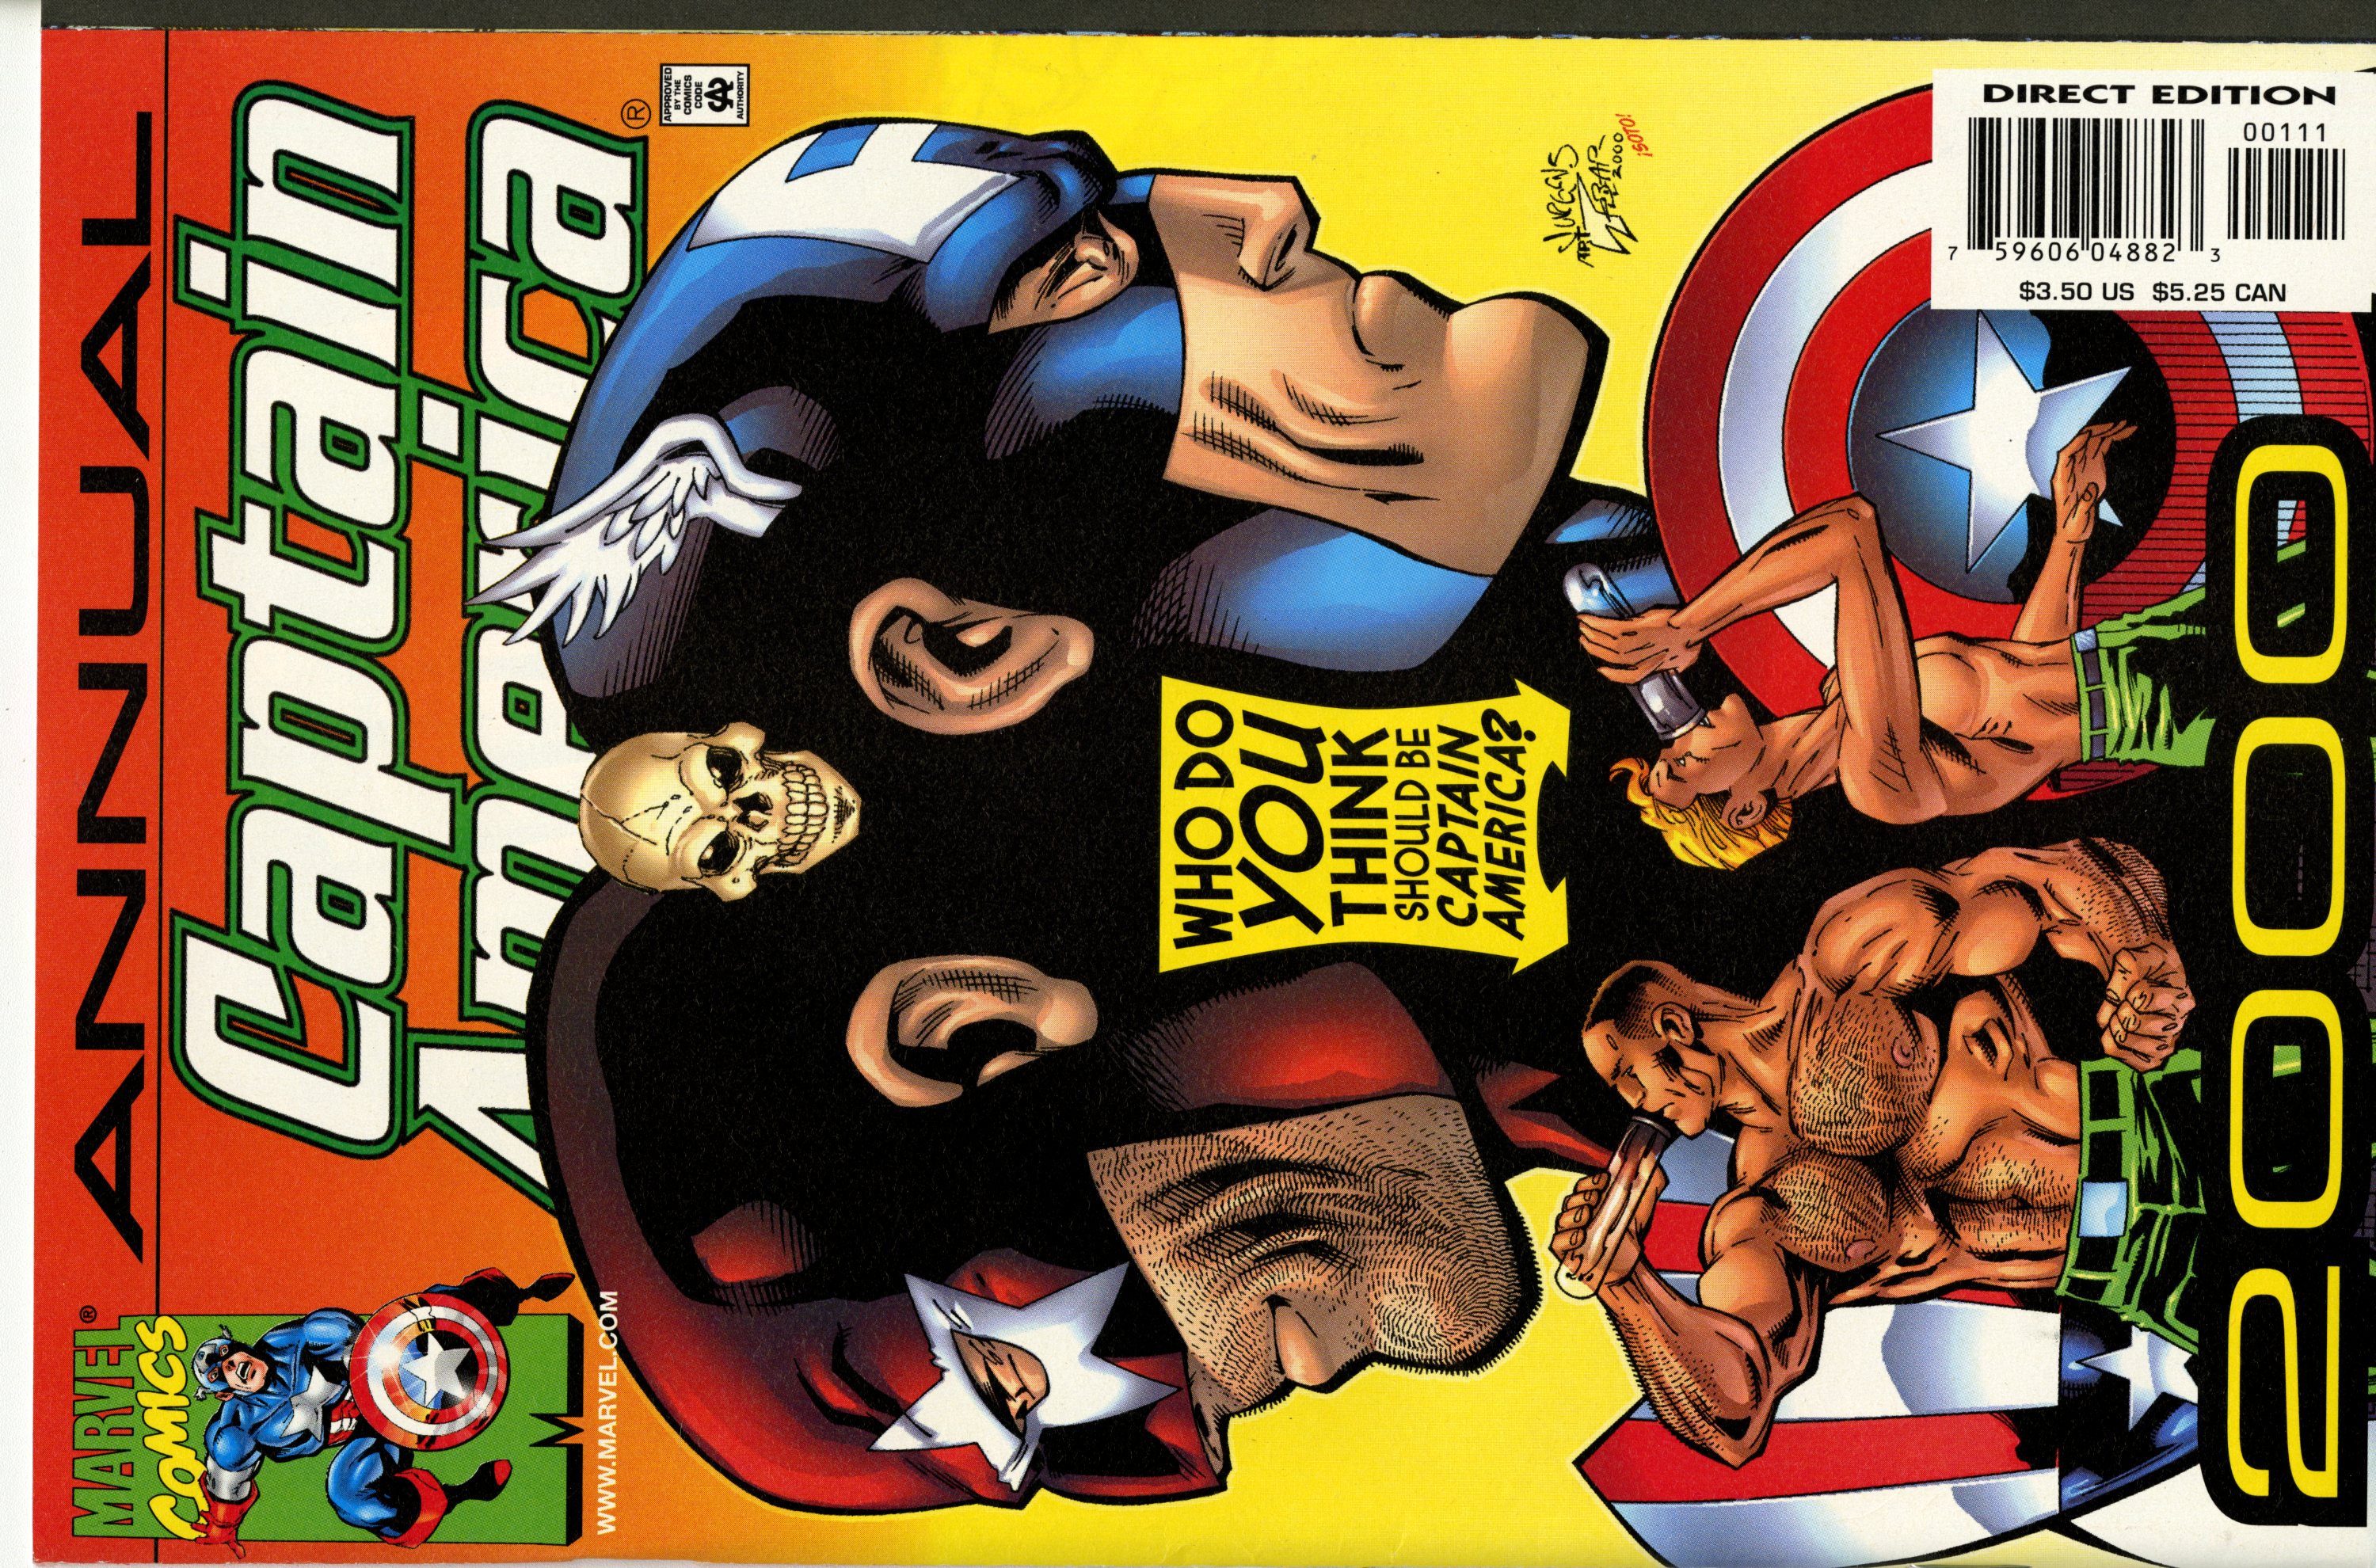 MARVEL®
COMICS
M
WWW.MARVEL.COM
ANNUAL
Captain
America®
APPROVED
BY THE
COMICS
CODE
CA
AUTHORITY
A
WHO DO
YOU
THINK
SHOULD BE
CAPTAIN
AMERICA?
JURGENS
ART
2000
¡SOTO!
2000
DIRECT EDITION
7 59606 04882 3
00111
$3.50 US $5.25 CAN